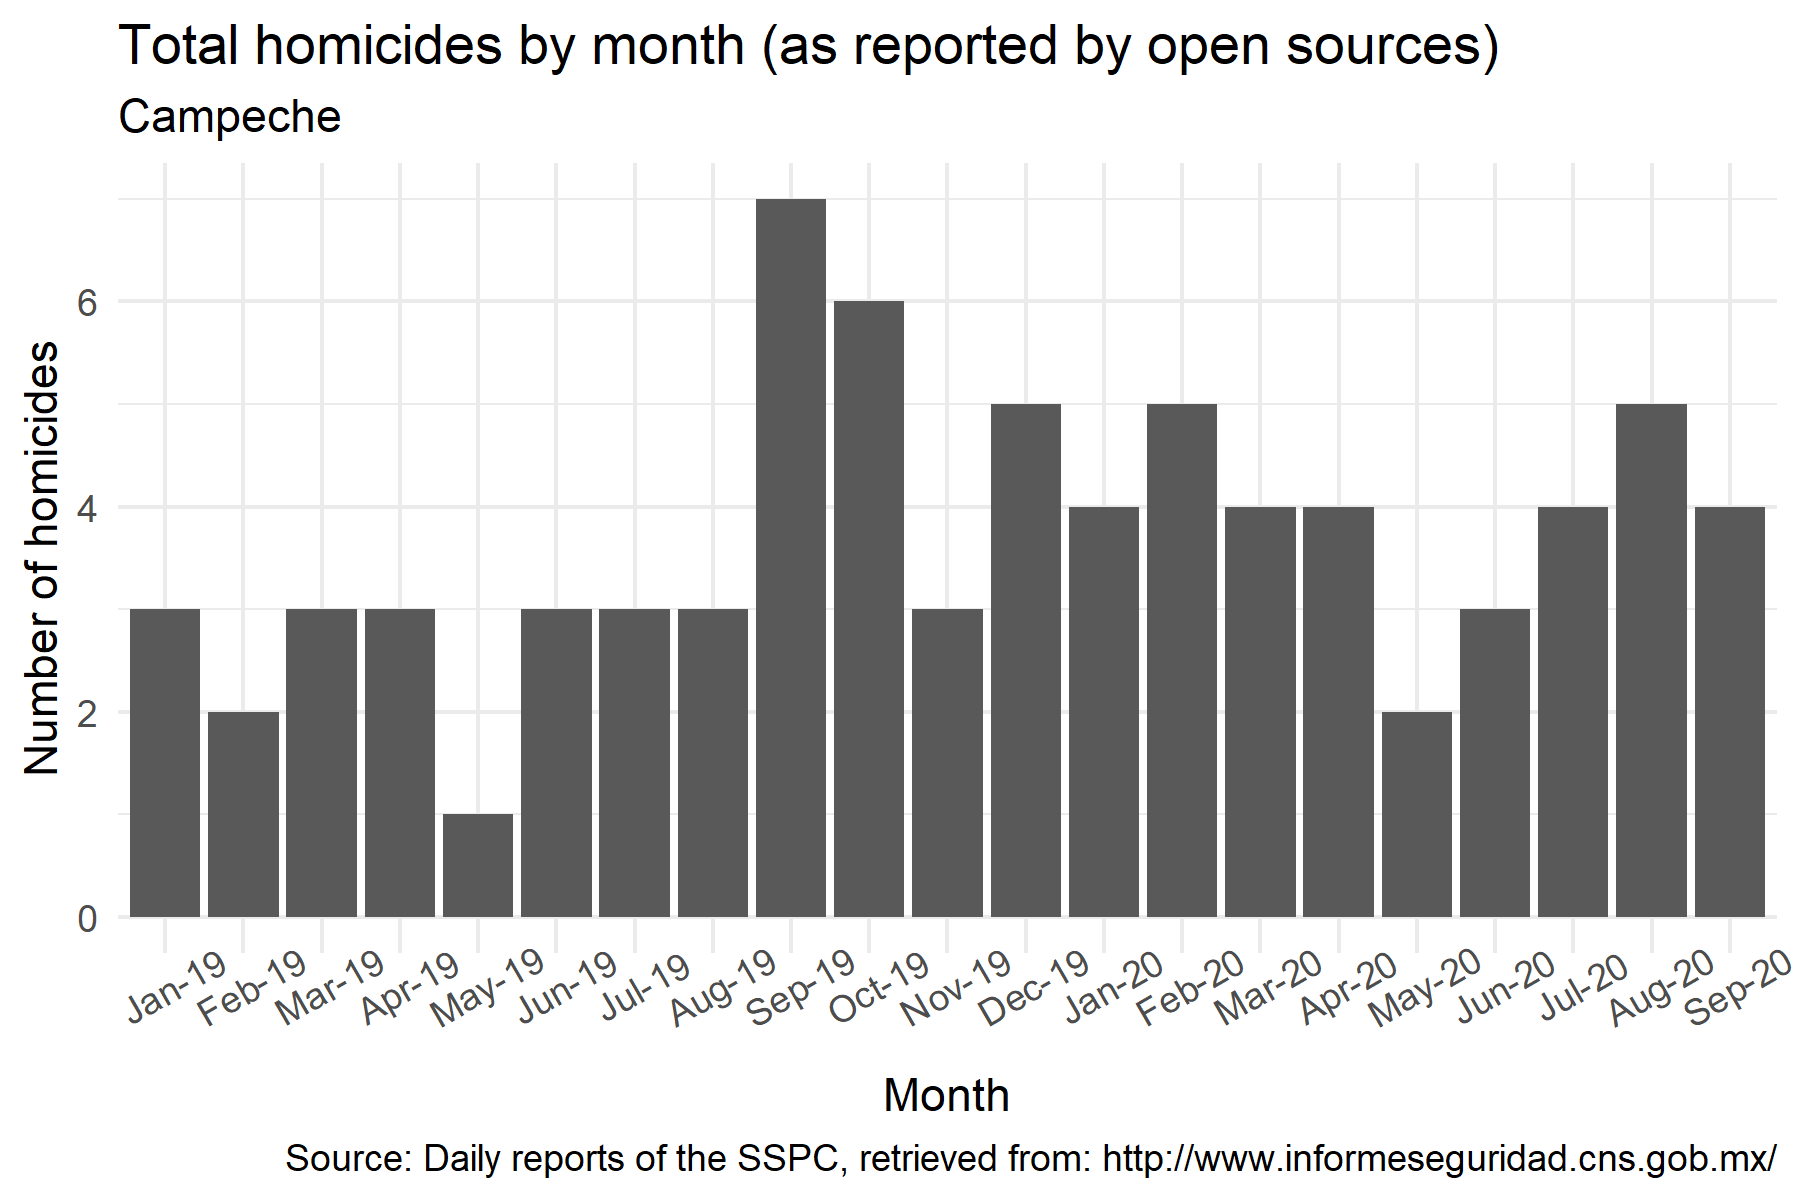 Total homicides by month (as reported by open sources)
Campeche
Number of homicides
6
4
2
0
Jan-19
Feb-19
Mar-19
Apr-19
May-19
Jun-19
Jul-19
Aug-19
Sep-19
Oct-19
Nov-19
Dec-19
Jan-20
Feb-20
Mar-20
Apr-20
May-20
Jun-20
Jul-20
Aug-20
Sep-20
Month
Source: Daily reports of the SSPC, retrieved from: http://www.informeseguridad.cns.gob.mx/